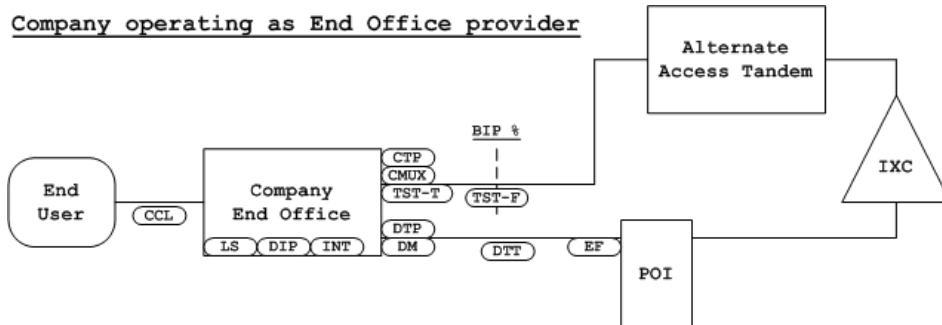 Company operating as End Office provider
Alternate
Access Tandem
BIP %
IXC
CTP
CMUX
TST-T
TST-F
End
User
CCL
Company
End Office
LS
DIP
INT
DTP
DM
DTT
EF
POI